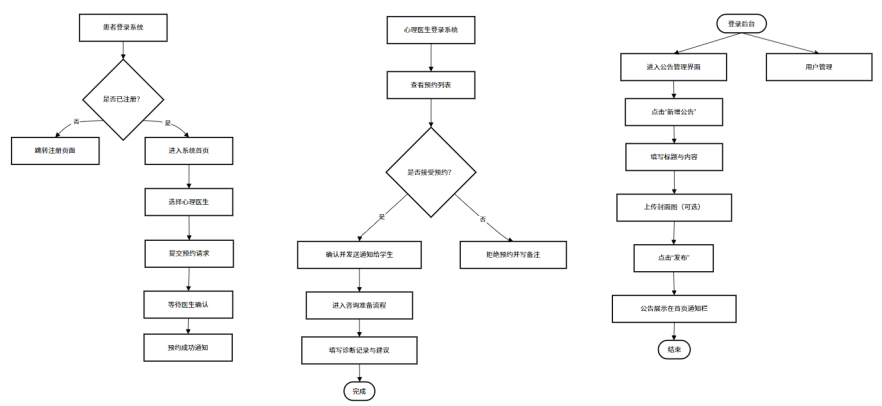 患者登录系统
是否已注册?
否
是
跳转注册页面
进入系统首页
选择心理医生
提交预约请求
等待医生确认
预约成功通知
心理医生登录系统
查看预约列表
是否接受预约?
是
否
确认并发送通知给学生
拒绝预约并写备注
进入咨询准备流程
填写诊断记录与建议
完成
登录后台
进入公告管理界面
用户管理
点击“新增公告”
填写标题与内容
上传封面图（可选）
点击“发布”
公告展示在首页通知栏
结束